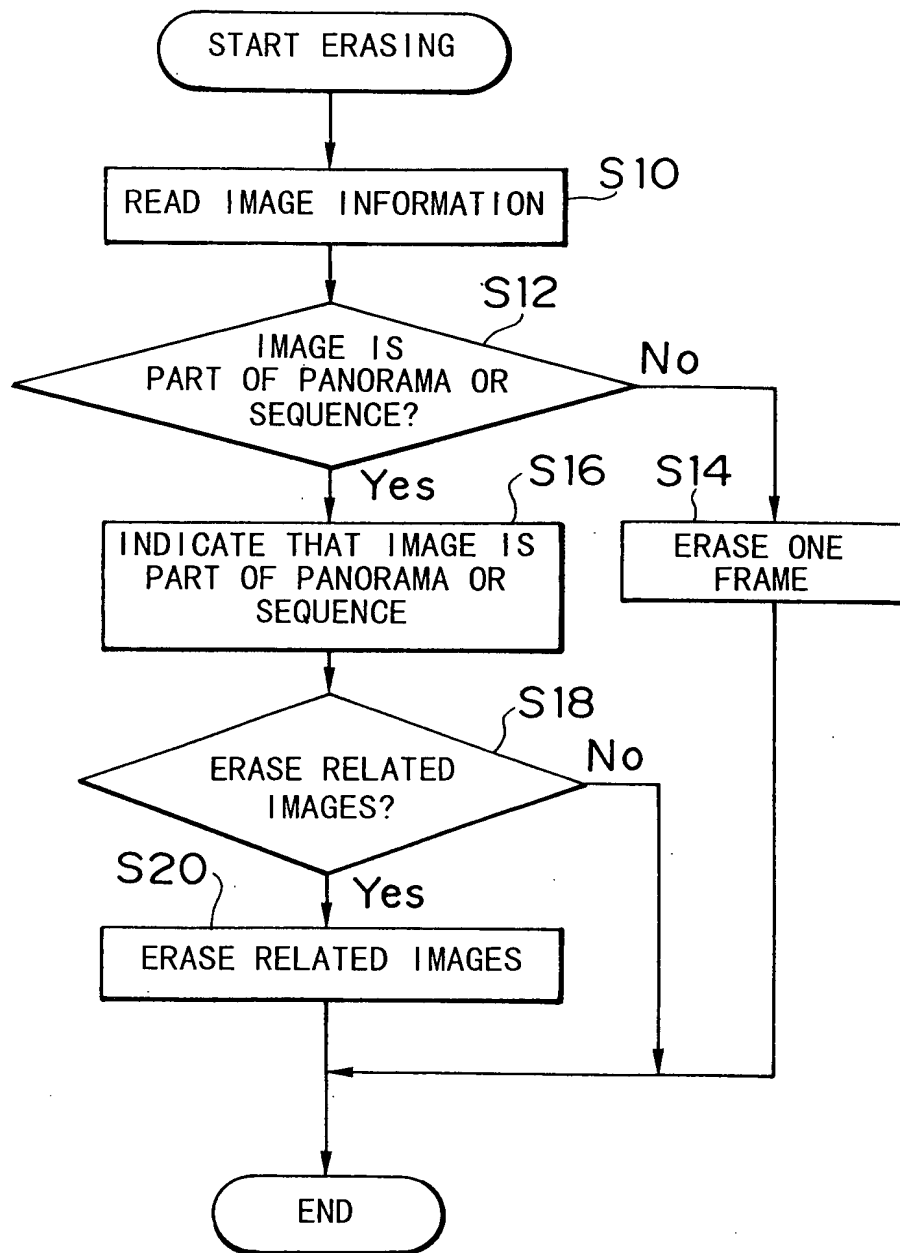 START ERASING
S10
READ IMAGE INFORMATION
S12
IMAGE IS
PART OF PANORAMA OR
SEQUENCE?
No
Yes
S16
S14
INDICATE THAT IMAGE IS
PART OF PANORAMA OR
SEQUENCE
ERASE ONE
FRAME
S18
ERASE RELATED
IMAGES?
No
S20
Yes
ERASE RELATED IMAGES
END